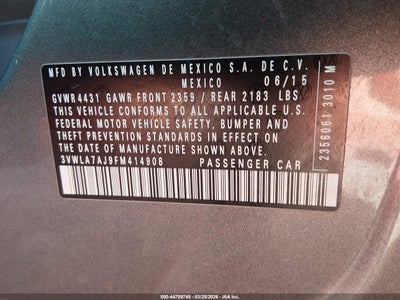 MFD BY VOLKSWAGEN DE MEXICO S.A. DE C.V.
MEXICO 06/15
GVWR 4431 GAWR FRONT 2359 / REAR 2183 LBS
THIS VEHICLE CONFORMS TO ALL APPLICABLE U.S.
FEDERAL MOTOR VEHICLE SAFETY, BUMPER AND
THEFT PREVENTION STANDARDS IN EFFECT ON THE
DATE OF MANUFACTURE SHOWN ABOVE.
3VWLA7AJ9FM414908 PASSENGER CAR
2356061 3010 M
000-44709748 - 03/25/2026 - IAA Inc.